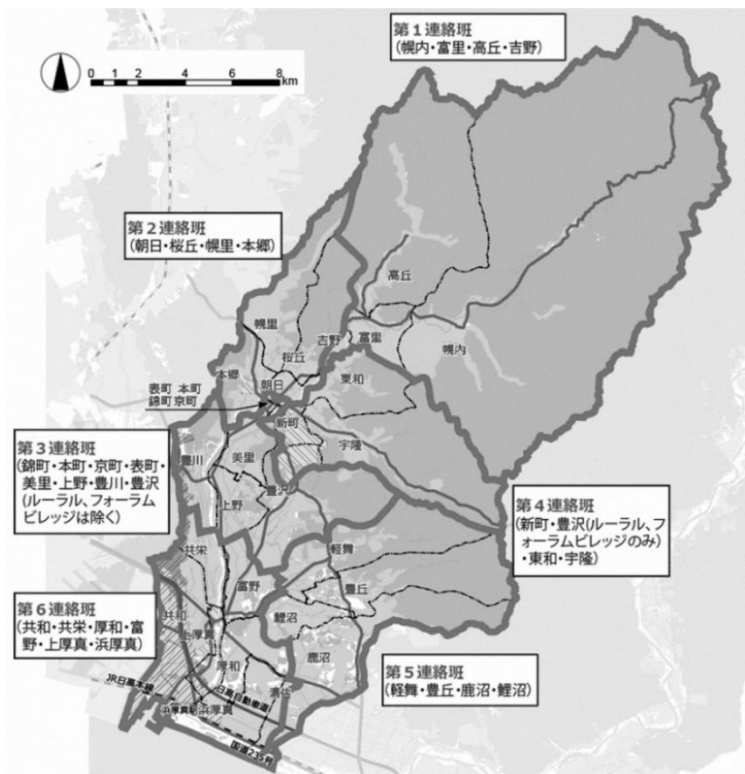 第1連絡班
(幌内・富里・高丘・吉野)
0 1 2 4 6 8
km
第2連絡班
(朝日・桜丘・幌里・本郷)
高丘
幌里
吉野
富里
幌内
桜丘
本郷
朝日
東和
表町 本町
錦町 京町
新町
宇隆
第3連絡班
(錦町・本町・京町・表町・
美里・上野・豊川・豊沢
(ルーラル、フォーラム
ビレッジは除く)
豊川
美里
上野
豊沢
第4連絡班
(新町・豊沢(ルーラル、フ
ォーラムビレッジのみ)
・東和・宇隆)
共栄
軽舞
富野
豊丘
第6連絡班
(共和・共栄・厚和・富
野・上厚真・浜厚真)
共和
上厚真
鯉沼
厚和
鹿沼
第5連絡班
(軽舞・豊丘・鹿沼・鯉沼)
JR日高本線
日高自動車道
浜厚真駅
浜厚真
国道235号